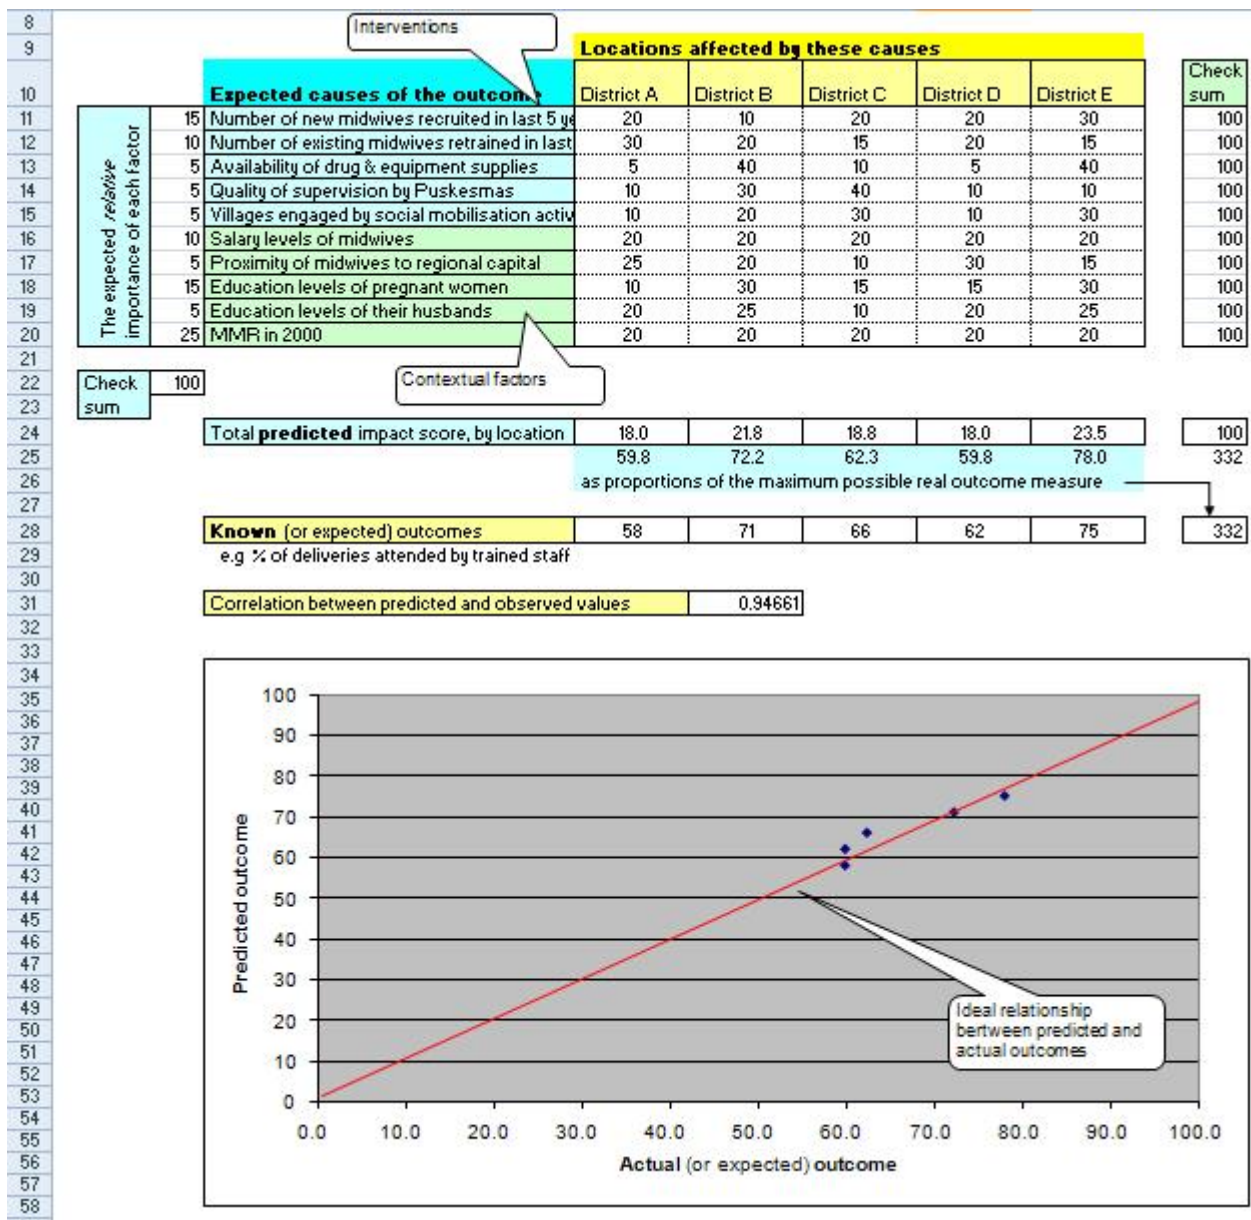 8
Interventions
9 Locations affected by these causes
10 Expected causes of the outcome District A District B District C District D District E Check sum
The expected relative importance of each factor
11 15 Number of new midwives recruited in last 5 ye 20 10 20 20 30 100
12 10 Number of existing midwives retrained in last 30 20 15 20 15 100
13 5 Availability of drug & equipment supplies 5 40 10 5 40 100
14 5 Quality of supervision by Puskesmas 10 30 40 10 10 100
15 5 Villages engaged by social mobilisation activ 10 20 30 10 30 100
16 10 Salary levels of midwives 20 20 20 20 20 100
17 5 Proximity of midwives to regional capital 25 20 10 30 15 100
18 15 Education levels of pregnant women 10 30 15 15 30 100
19 5 Education levels of their husbands 20 25 10 20 25 100
20 25 MMR in 2000 20 20 20 20 20 100
21
22 Check 100 Contextual factors
23 sum
24 Total predicted impact score, by location 18.0 21.8 18.8 18.0 23.5 100
25 59.8 72.2 62.3 59.8 78.0 332
26 as proportions of the maximum possible real outcome measure
27
28 Known (or expected) outcomes 58 71 66 62 75 332
29 e.g % of deliveries attended by trained staff
30
31 Correlation between predicted and observed values 0.94661
32
33
34
35
36
37
38
39
40
41
42
43
44
45
46
47
48
49
50
51
52
53
54
55
56
57
58
Predicted outcome
100
90
80
70
60
50
40
30
20
10
0
Ideal relationship
bertween predicted and
actual outcomes
0.0 10.0 20.0 30.0 40.0 50.0 60.0 70.0 80.0 90.0 100.0
Actual (or expected) outcome